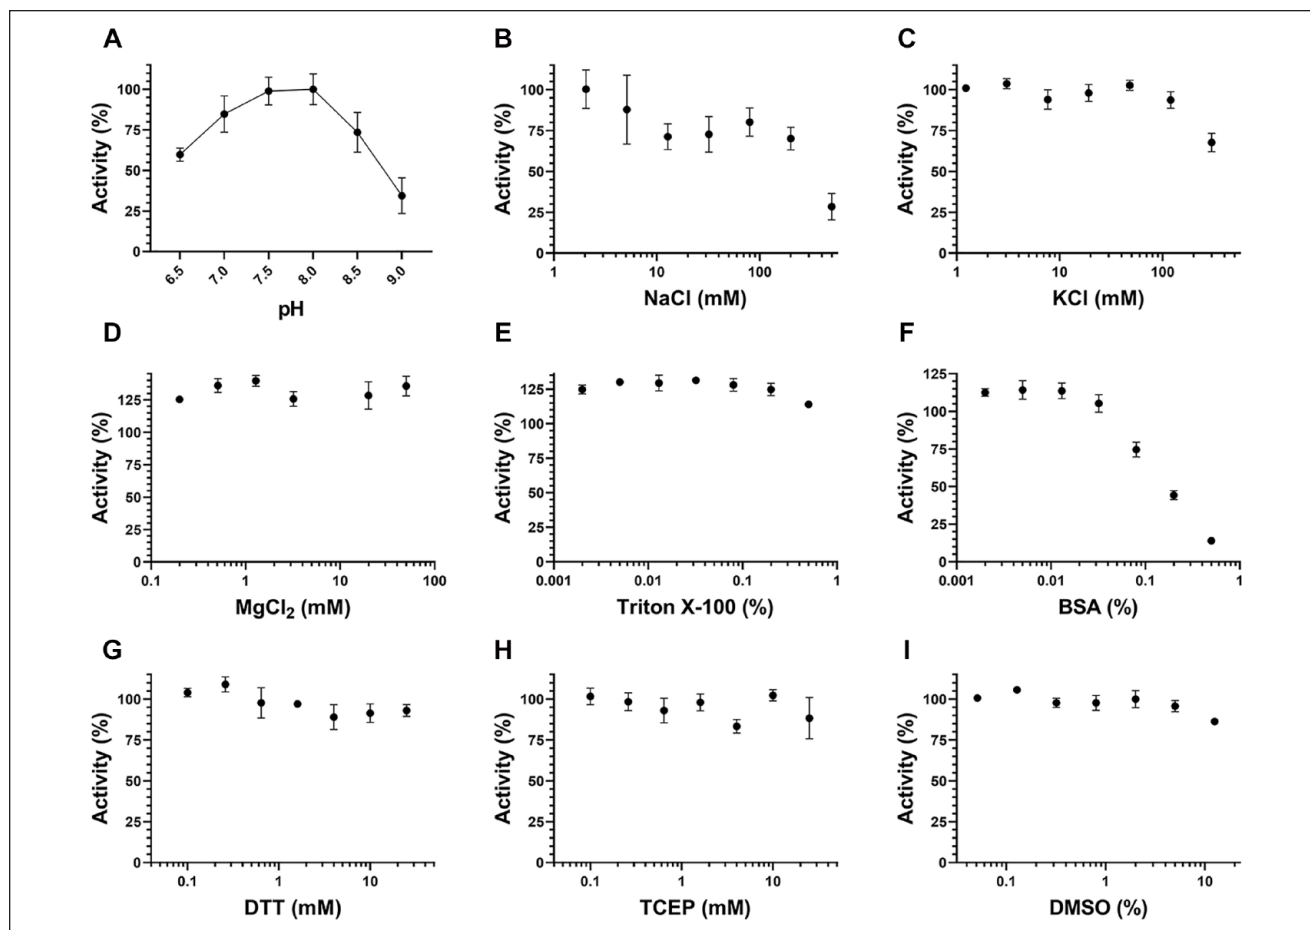 A
Activity (%)
100
75
50
25
0
6.5 7.0 7.5 8.0 8.5 9.0
pH
B
Activity (%)
100
75
50
25
0
1 10 100
NaCl (mM)
C
Activity (%)
100
75
50
25
0
1 10 100
KCl (mM)
D
Activity (%)
125
100
75
50
25
0
0.1 1 10 100
MgCl₂ (mM)
E
Activity (%)
125
100
75
50
25
0
0.001 0.01 0.1 1
Triton X-100 (%)
F
Activity (%)
125
100
75
50
25
0
0.001 0.01 0.1 1
BSA (%)
G
Activity (%)
100
75
50
25
0
0.1 1 10
DTT (mM)
H
Activity (%)
100
75
50
25
0
0.1 1 10
TCEP (mM)
I
Activity (%)
100
75
50
25
0
0.1 1 10
DMSO (%)